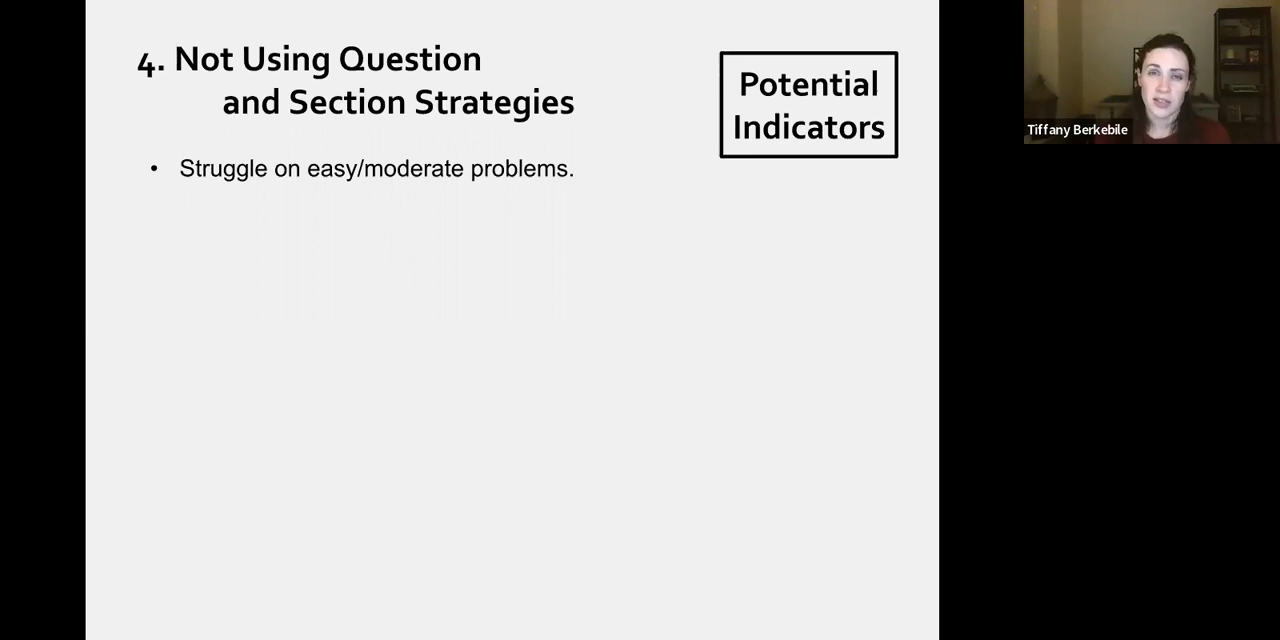 4. Not Using Question
and Section Strategies
Potential
Indicators
• Struggle on easy/moderate problems.
Tiffany Berkebile